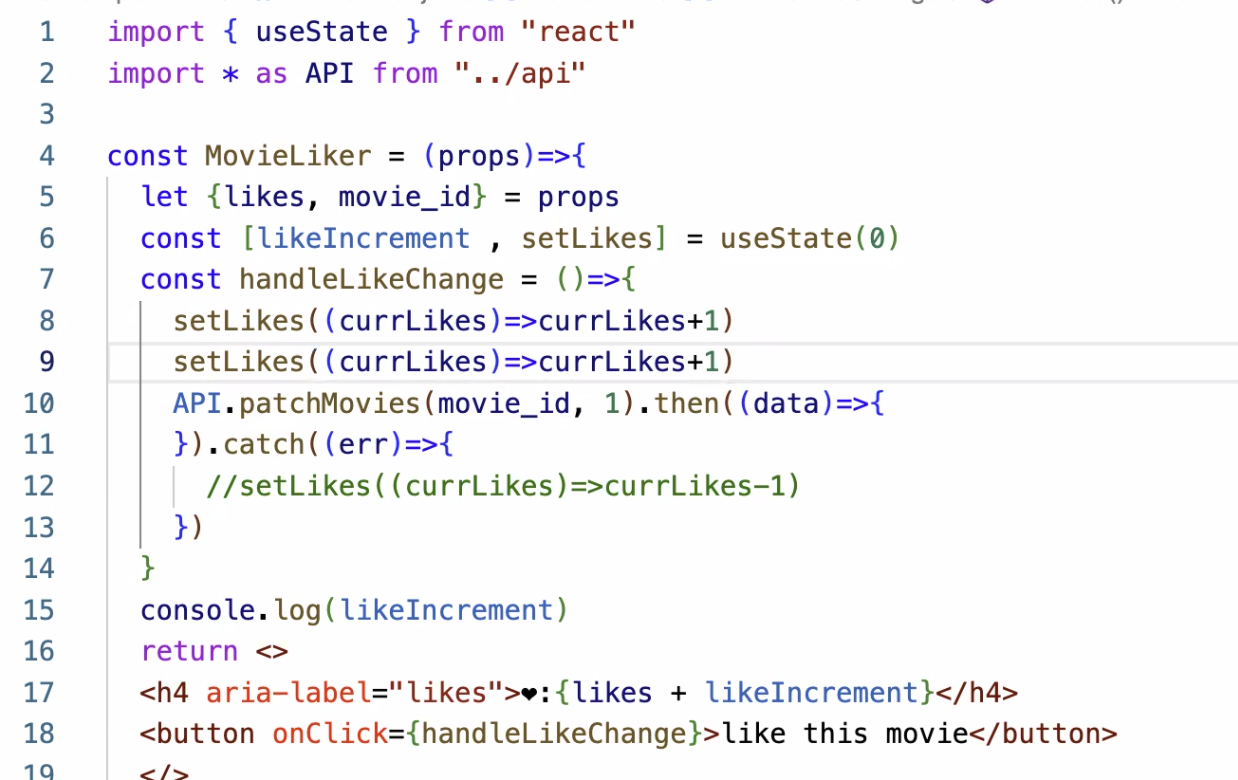 1 import { useState } from "react"
2 import * as API from "../api"
3
4 const MovieLiker = (props)=>{
5 let {likes, movie_id} = props
6 const [likeIncrement , setLikes] = useState(0)
7 const handleLikeChange = ()=>{
8 setLikes((currLikes)=>currLikes+1)
9 setLikes((currLikes)=>currLikes+1)
10 API.patchMovies(movie_id, 1).then((data)=>{
11 }).catch((err)=>{
12 //setLikes((currLikes)=>currLikes-1)
13 })
14 }
15 console.log(likeIncrement)
16 return <>
17 <h4 aria-label="likes">❤:{likes + likeIncrement}</h4>
18 <button onClick={handleLikeChange}>like this movie</button>
19 </>